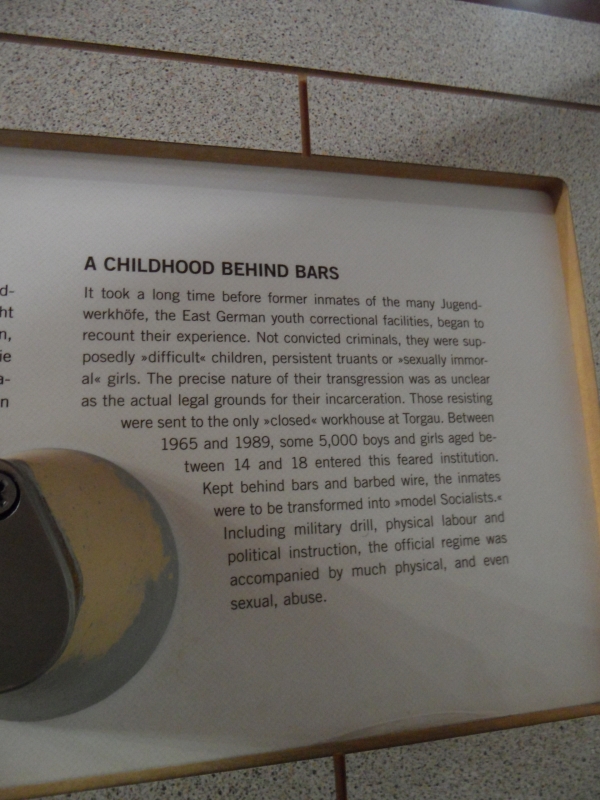 A CHILDHOOD BEHIND BARS
It took a long time before former inmates of the many Jugend-
werkhöfe, the East German youth correctional facilities, began to
recount their experience. Not convicted criminals, they were sup-
posedly »difficult« children, persistent truants or »sexually immor-
al« girls. The precise nature of their transgression was as unclear
as the actual legal grounds for their incarceration. Those resisting
were sent to the only »closed« workhouse at Torgau. Between
1965 and 1989, some 5,000 boys and girls aged be-
tween 14 and 18 entered this feared institution.
Kept behind bars and barbed wire, the inmates
were to be transformed into »model Socialists.«
Including military drill, physical labour and
political instruction, the official regime was
accompanied by much physical, and even
sexual, abuse.